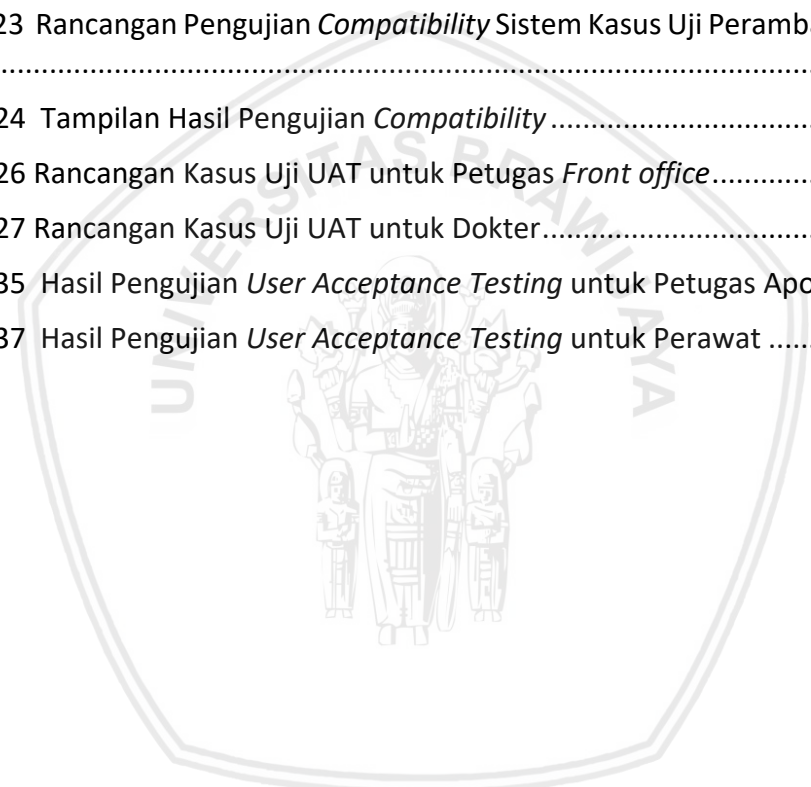 23 Rancangan Pengujian Compatibility Sistem Kasus Uji
....................................................................................................
24 Tampilan Hasil Pengujian Compatibility ............................
26 Rancangan Kasus Uji UAT untuk Petugas Front office..............
27 Rancangan Kasus Uji UAT untuk Dokter..............................
35 Hasil Pengujian User Acceptance Testing untuk Petugas
37 Hasil Pengujian User Acceptance Testing untuk Perawat ......
UNIVERSITAS BRAWIJAYA